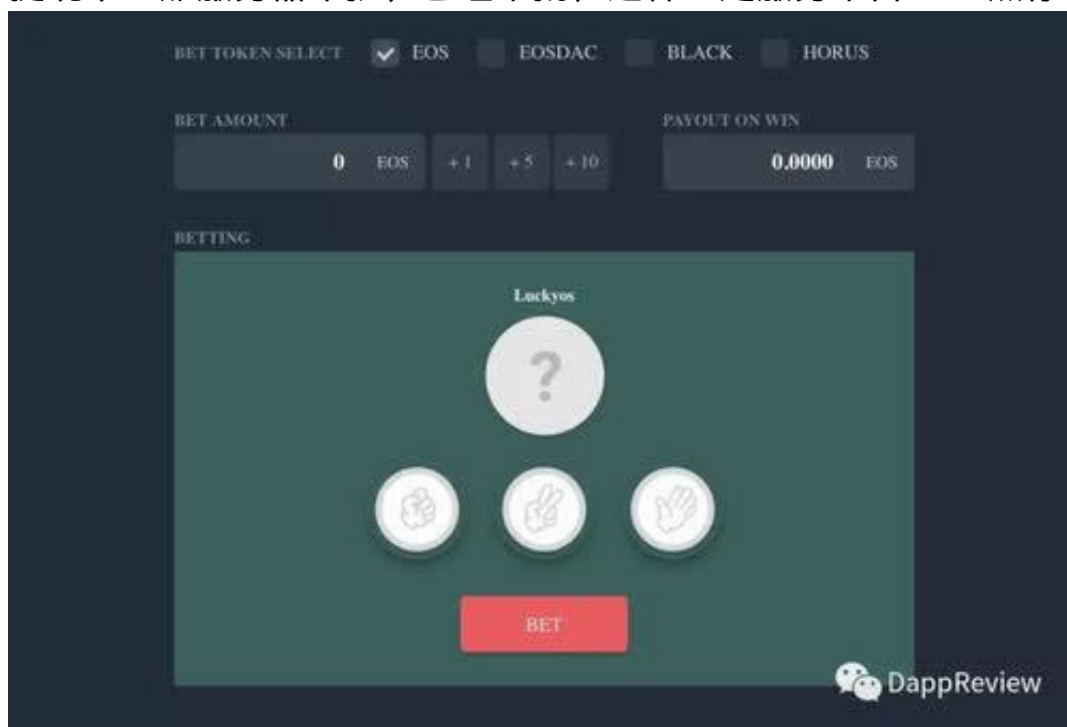 BET TOKEN SELECT EOS EOSDAC BLACK HORUS
BET AMOUNT PAYOUT ON WIN
0 EOS + 1 + 5 + 10 0.0000 EOS
BETTING
Luckyos
?
BET
DappReview